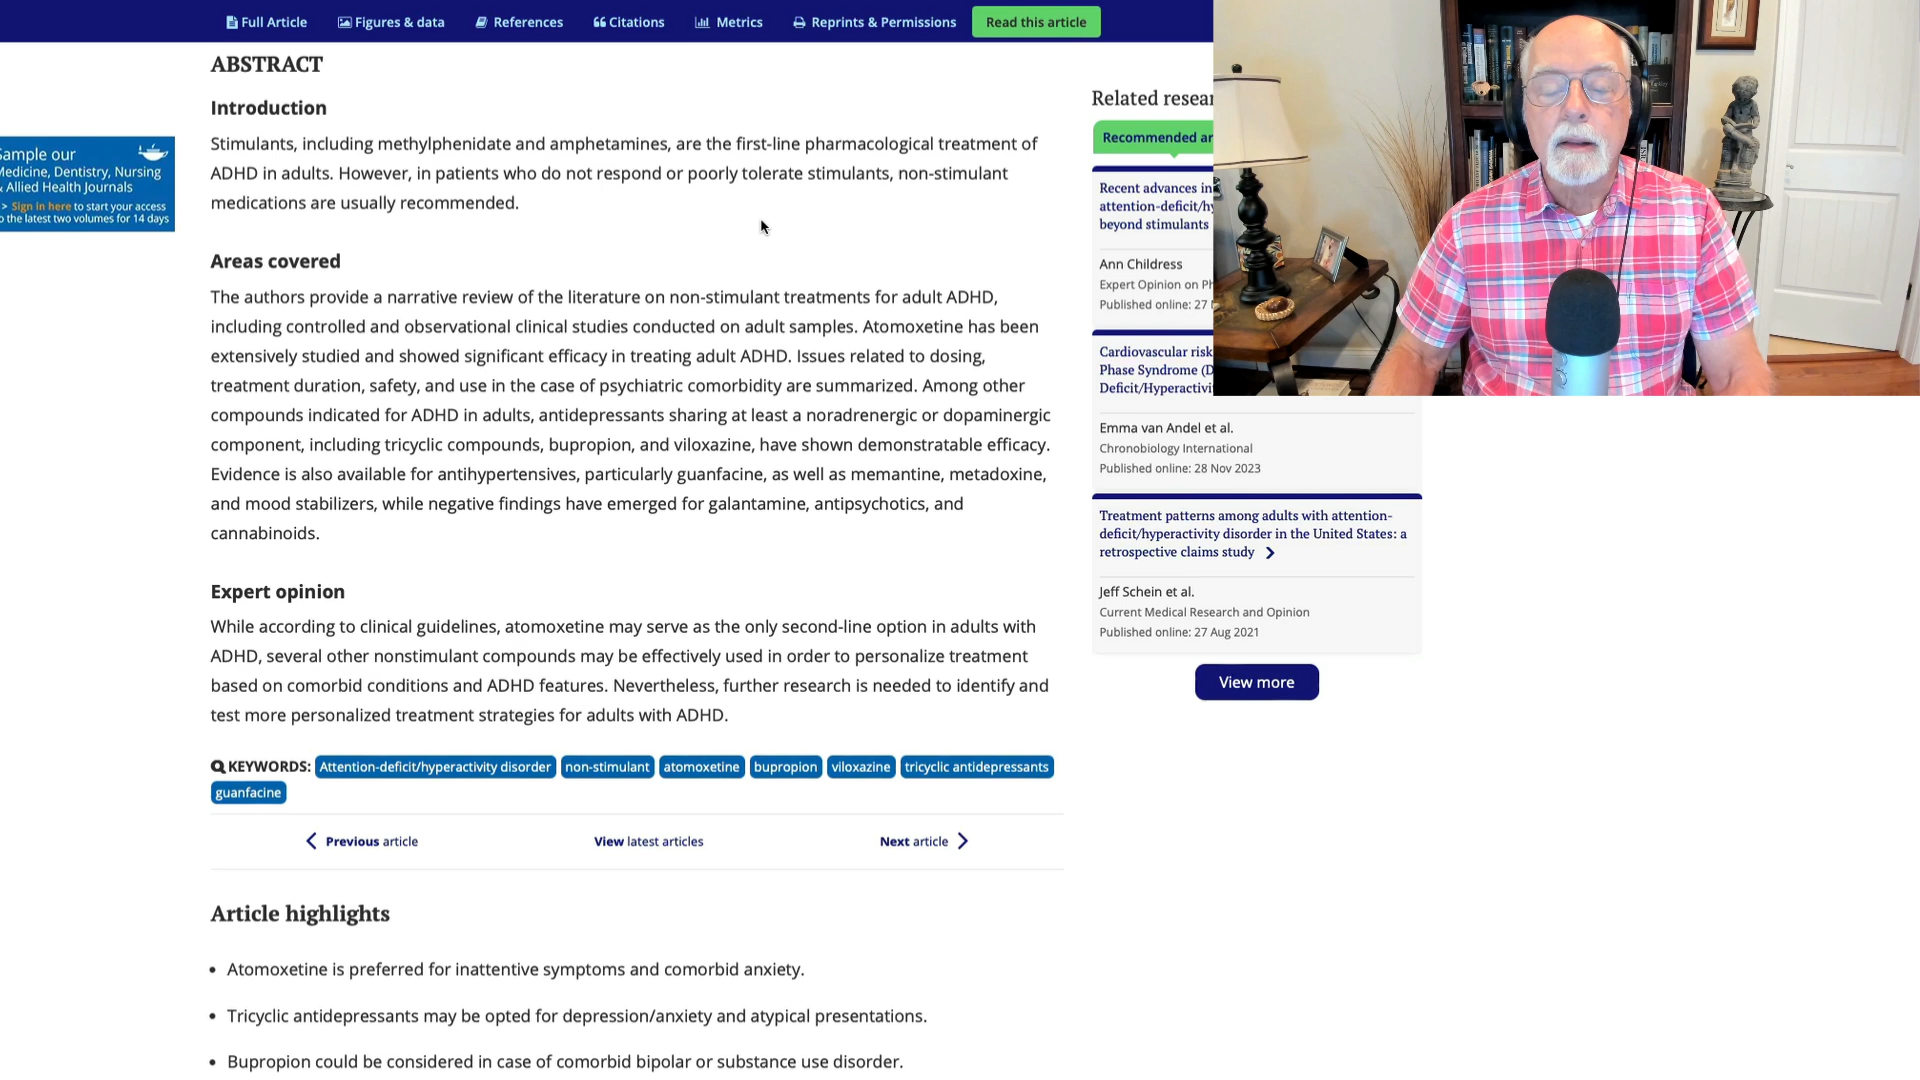 Full Article Figures & data References Citations Metrics Reprints & Permissions Read this article
ABSTRACT
Introduction
Stimulants, including methylphenidate and amphetamines, are the first-line pharmacological treatment of
ADHD in adults. However, in patients who do not respond or poorly tolerate stimulants, non-stimulant
medications are usually recommended.
Areas covered
The authors provide a narrative review of the literature on non-stimulant treatments for adult ADHD,
including controlled and observational clinical studies conducted on adult samples. Atomoxetine has been
extensively studied and showed significant efficacy in treating adult ADHD. Issues related to dosing,
treatment duration, safety, and use in the case of psychiatric comorbidity are summarized. Among other
compounds indicated for ADHD in adults, antidepressants sharing at least a noradrenergic or dopaminergic
component, including tricyclic compounds, bupropion, and viloxazine, have shown demonstratable efficacy.
Evidence is also available for antihypertensives, particularly guanfacine, as well as memantine, metadoxine,
and mood stabilizers, while negative findings have emerged for galantamine, antipsychotics, and
cannabinoids.
Expert opinion
While according to clinical guidelines, atomoxetine may serve as the only second-line option in adults with
ADHD, several other nonstimulant compounds may be effectively used in order to personalize treatment
based on comorbid conditions and ADHD features. Nevertheless, further research is needed to identify and
test more personalized treatment strategies for adults with ADHD.
KEYWORDS: Attention-deficit/hyperactivity disorder non-stimulant atomoxetine bupropion viloxazine tricyclic antidepressants
guanfacine
Previous article View latest articles Next article
Article highlights
• Atomoxetine is preferred for inattentive symptoms and comorbid anxiety.
• Tricyclic antidepressants may be opted for depression/anxiety and atypical presentations.
• Bupropion could be considered in case of comorbid bipolar or substance use disorder.
Sample our
Medicine, Dentistry, Nursing
& Allied Health Journals
> Sign in here to start your access
to the latest two volumes for 14 days
Related resear
Recommended ar
Recent advances in
attention-deficit/hy
beyond stimulants
Ann Childress
Expert Opinion on Ph
Published online: 27
Cardiovascular risk
Phase Syndrome (D
Deficit/Hyperactivi
Emma van Andel et al.
Chronobiology International
Published online: 28 Nov 2023
Treatment patterns among adults with attention-
deficit/hyperactivity disorder in the United States: a
retrospective claims study
Jeff Schein et al.
Current Medical Research and Opinion
Published online: 27 Aug 2021
View more